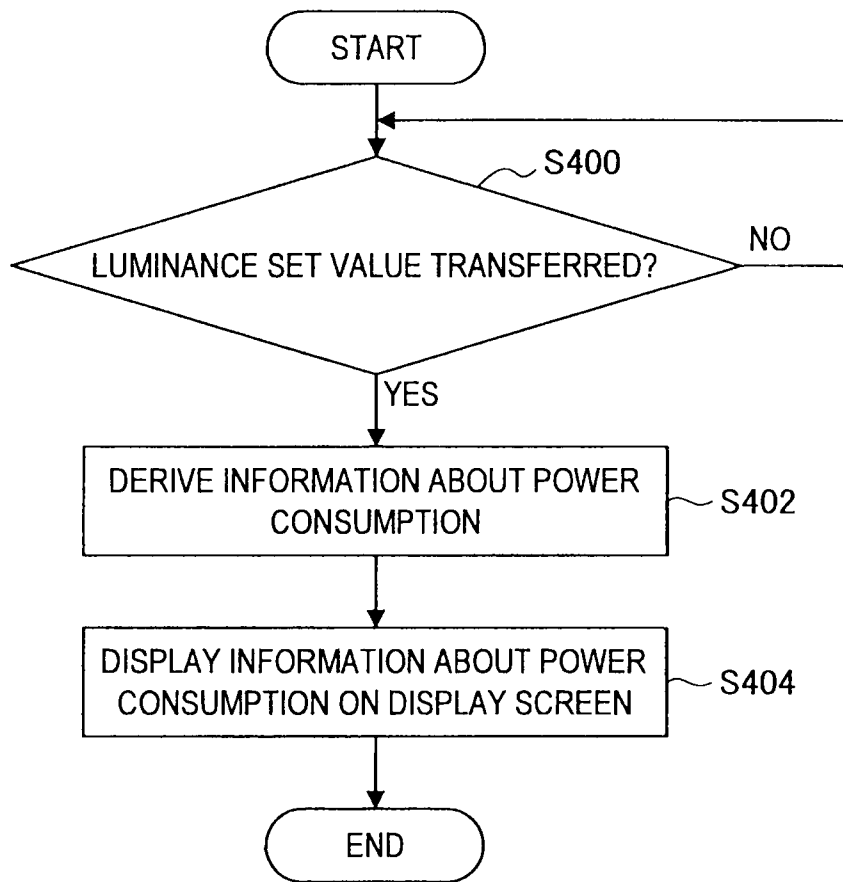 START
S400
LUMINANCE SET VALUE TRANSFERRED?
NO
YES
DERIVE INFORMATION ABOUT POWER
CONSUMPTION
S402
DISPLAY INFORMATION ABOUT POWER
CONSUMPTION ON DISPLAY SCREEN
S404
END